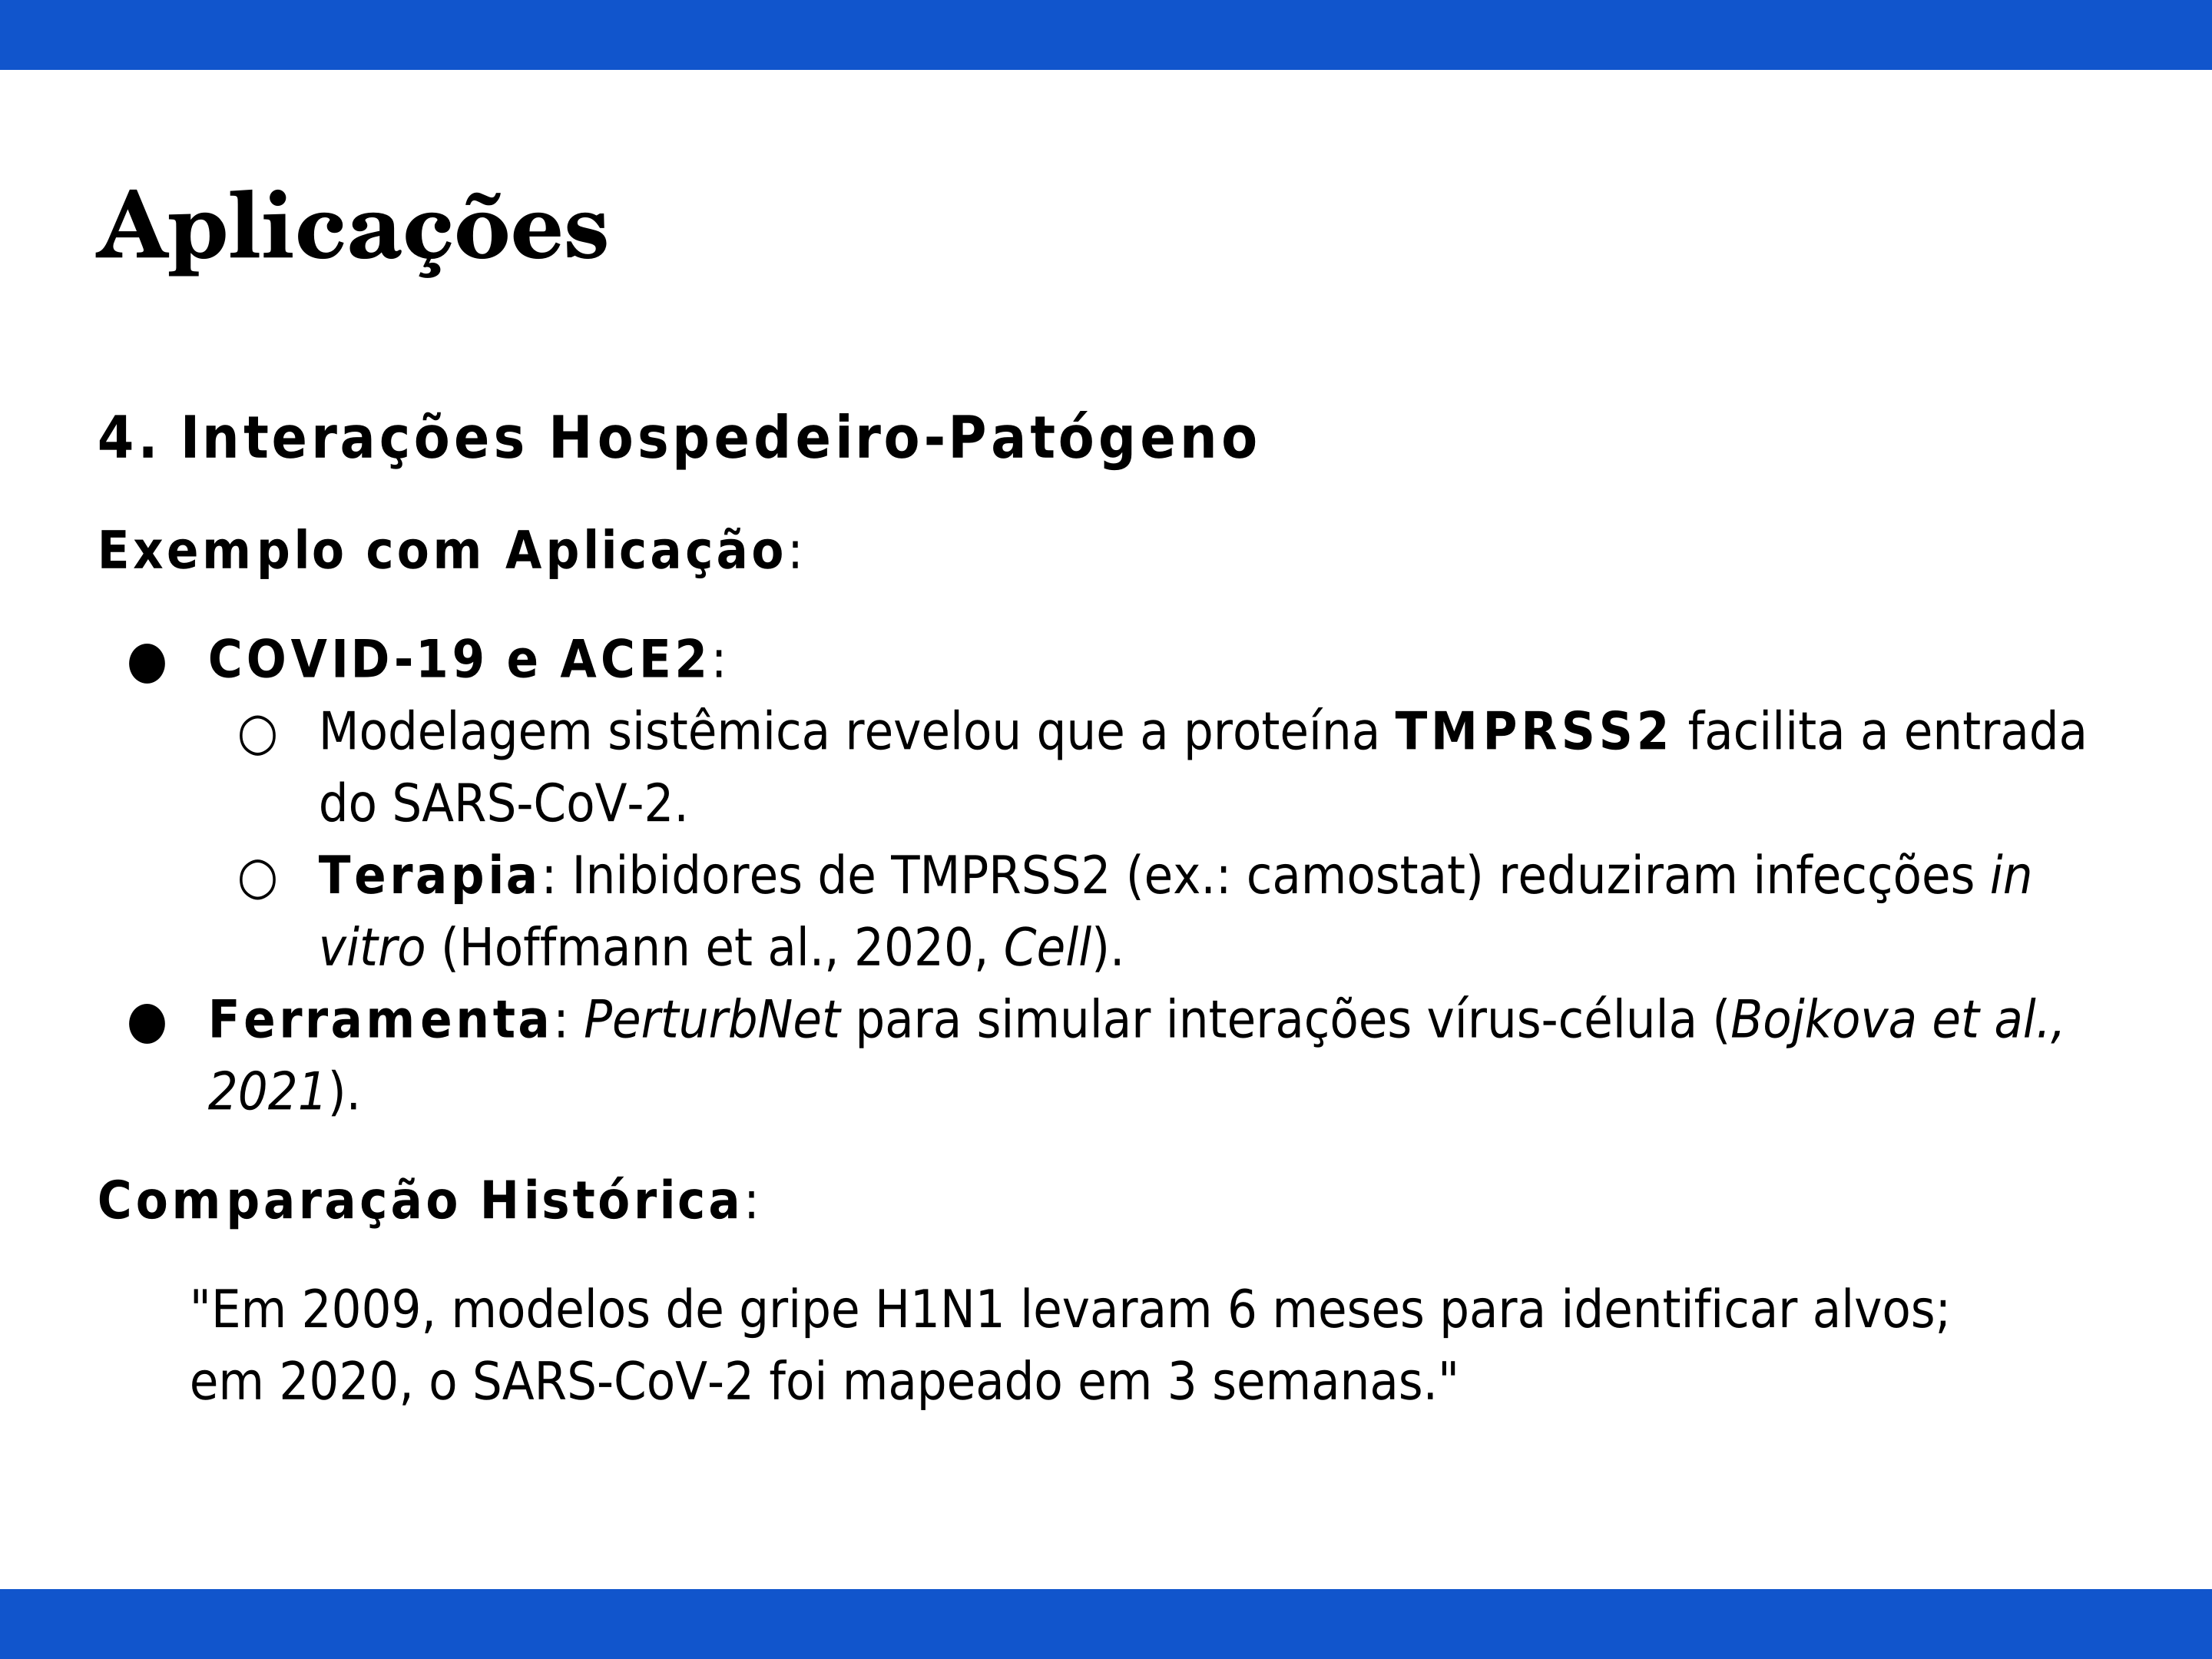 Aplicações
4. Interações Hospedeiro-Patógeno
Exemplo com Aplicação:
● COVID-19 e ACE2:
○ Modelagem sistêmica revelou que a proteína TMPRSS2 facilita a entrada
do SARS-CoV-2.
○ Terapia: Inibidores de TMPRSS2 (ex.: camostat) reduziram infecções in
vitro (Hoffmann et al., 2020, Cell).
● Ferramenta: PerturbNet para simular interações vírus-célula (Bojkova et al.,
2021).
Comparação Histórica:
"Em 2009, modelos de gripe H1N1 levaram 6 meses para identificar alvos;
em 2020, o SARS-CoV-2 foi mapeado em 3 semanas."